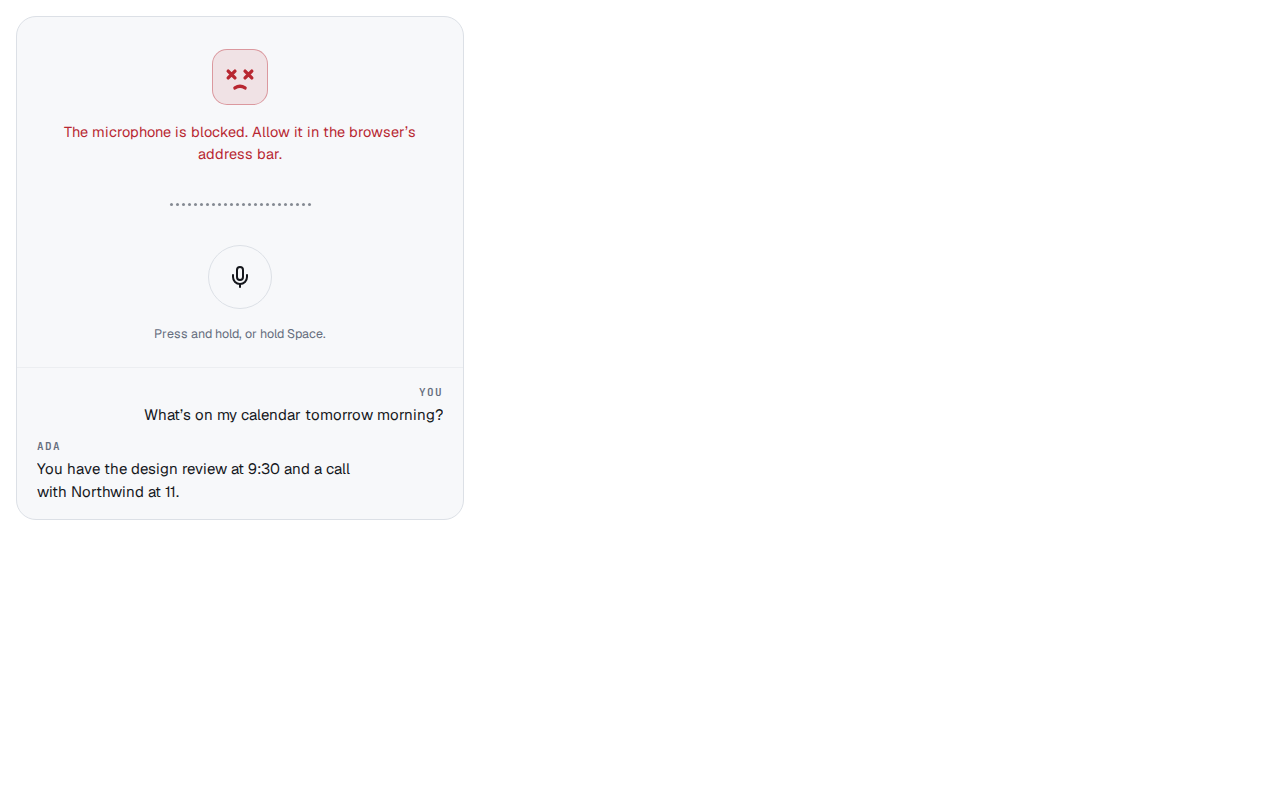 The microphone is blocked. Allow it in the browser’s
address bar.
Press and hold, or hold Space.
YOU
What’s on my calendar tomorrow morning?
ADA
You have the design review at 9:30 and a call
with Northwind at 11.